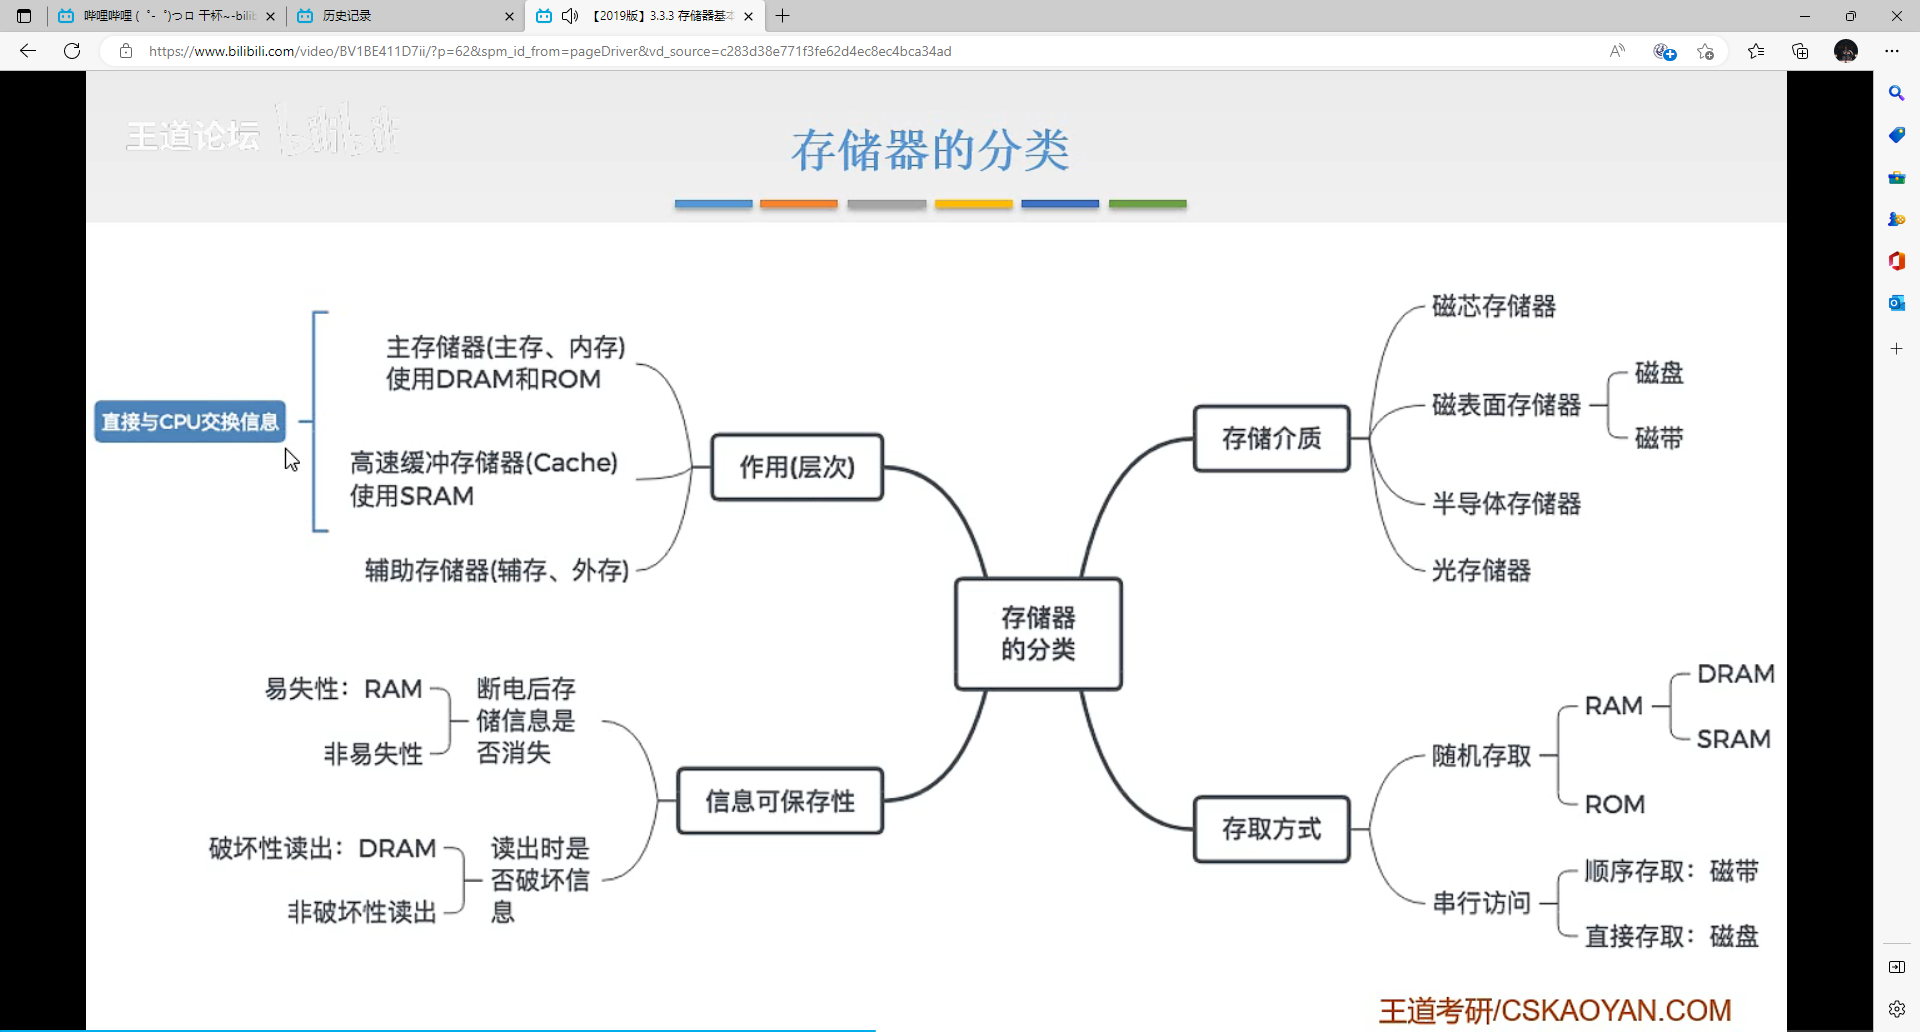 哔哩哔哩 (゜-゜)つロ 干杯~-bilib
历史记录
【2019版】3.3.3 存储器基本
https://www.bilibili.com/video/BV1BE411D7ii/?p=62&spm_id_from=pageDriver&vd_source=c283d38e771f3fe62d4ec8ec4bca34ad
王道论坛 bilibili
存储器的分类
直接与CPU交换信息
主存储器(主存、内存)
使用DRAM和ROM
高速缓冲存储器(Cache)
使用SRAM
辅助存储器(辅存、外存)
作用(层次)
易失性：RAM
非易失性
断电后存
储信息是
否消失
破坏性读出：DRAM
非破坏性读出
读出时是
否破坏信
息
信息可保存性
存储器
的分类
存储介质
磁芯存储器
磁表面存储器
磁盘
磁带
半导体存储器
光存储器
存取方式
随机存取
RAM
DRAM
SRAM
ROM
串行访问
顺序存取：磁带
直接存取：磁盘
王道考研/CSKAOYAN.COM